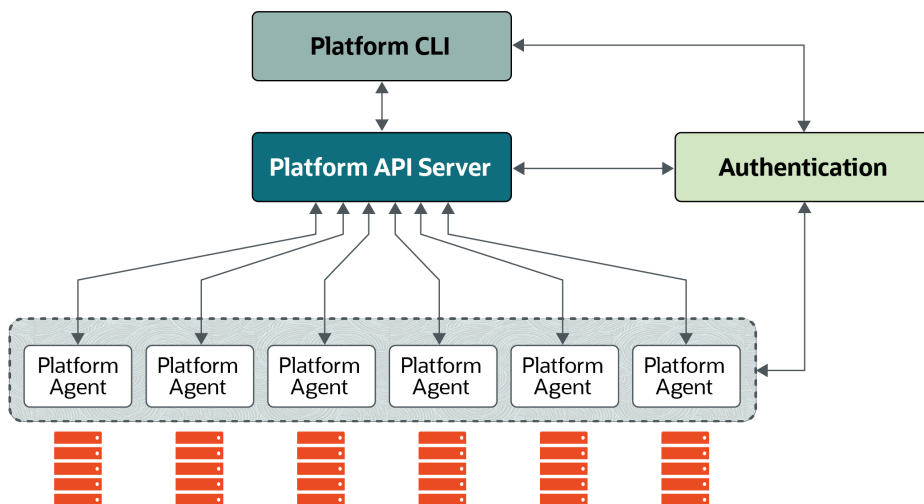 Platform CLI
Platform API Server
Authentication
Platform
Agent
Platform
Agent
Platform
Agent
Platform
Agent
Platform
Agent
Platform
Agent